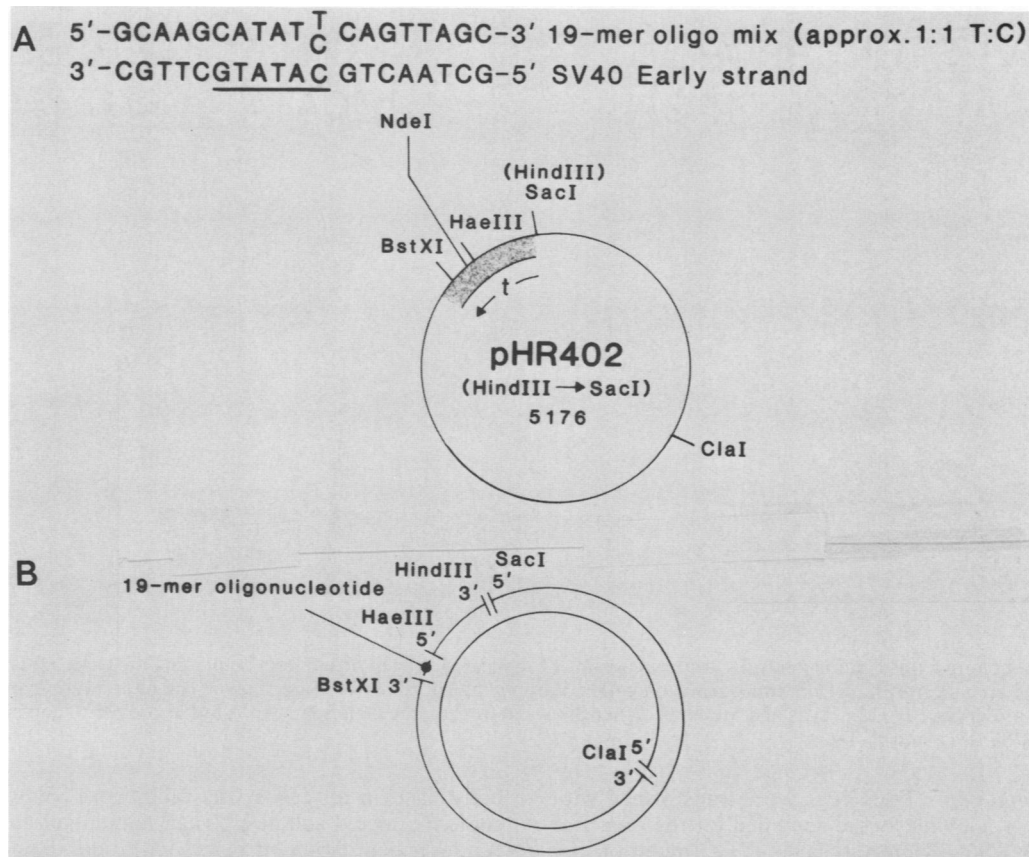 A 5′-GCAAGCATAT T/C CAGTTAGC-3′ 19-mer oligo mix (approx.1:1 T:C)
3′-CGTTCGTATAC GTCAATCG-5′ SV40 Early strand
NdeI
(HindIII)
SacI
HaeIII
BstXI
t
pHR402
(HindIII→SacI)
5176
ClaI
B
SacI
HindIII 5′
3′
19-mer oligonucleotide
HaeIII
5′
BstXI 3′
ClaI 5′
3′